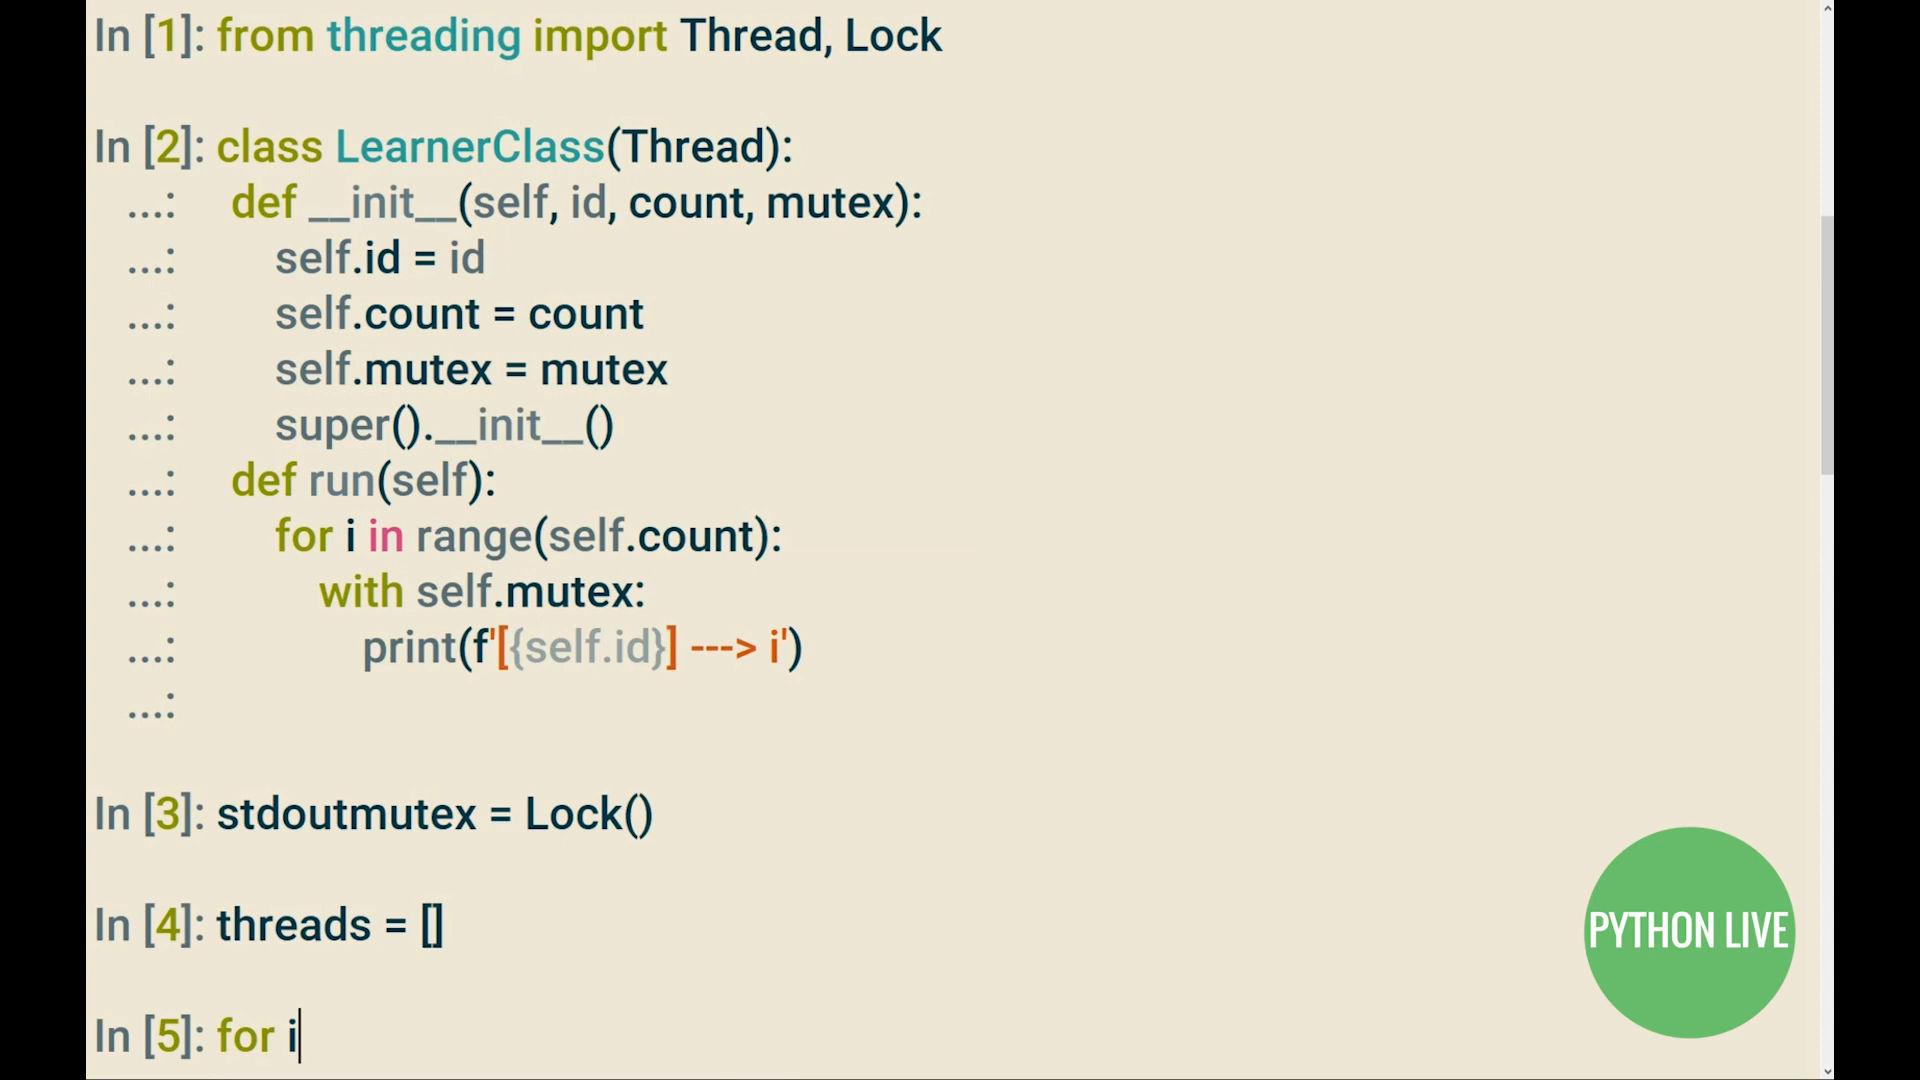 In [1]: from threading import Thread, Lock
In [2]: class LearnerClass(Thread):
...: def __init__(self, id, count, mutex):
...: self.id = id
...: self.count = count
...: self.mutex = mutex
...: super().__init__()
...: def run(self):
...: for i in range(self.count):
...: with self.mutex:
...: print(f'[{self.id}] ---> i')
...:
In [3]: stdoutmutex = Lock()
In [4]: threads = []
In [5]: for i
PYTHON LIVE